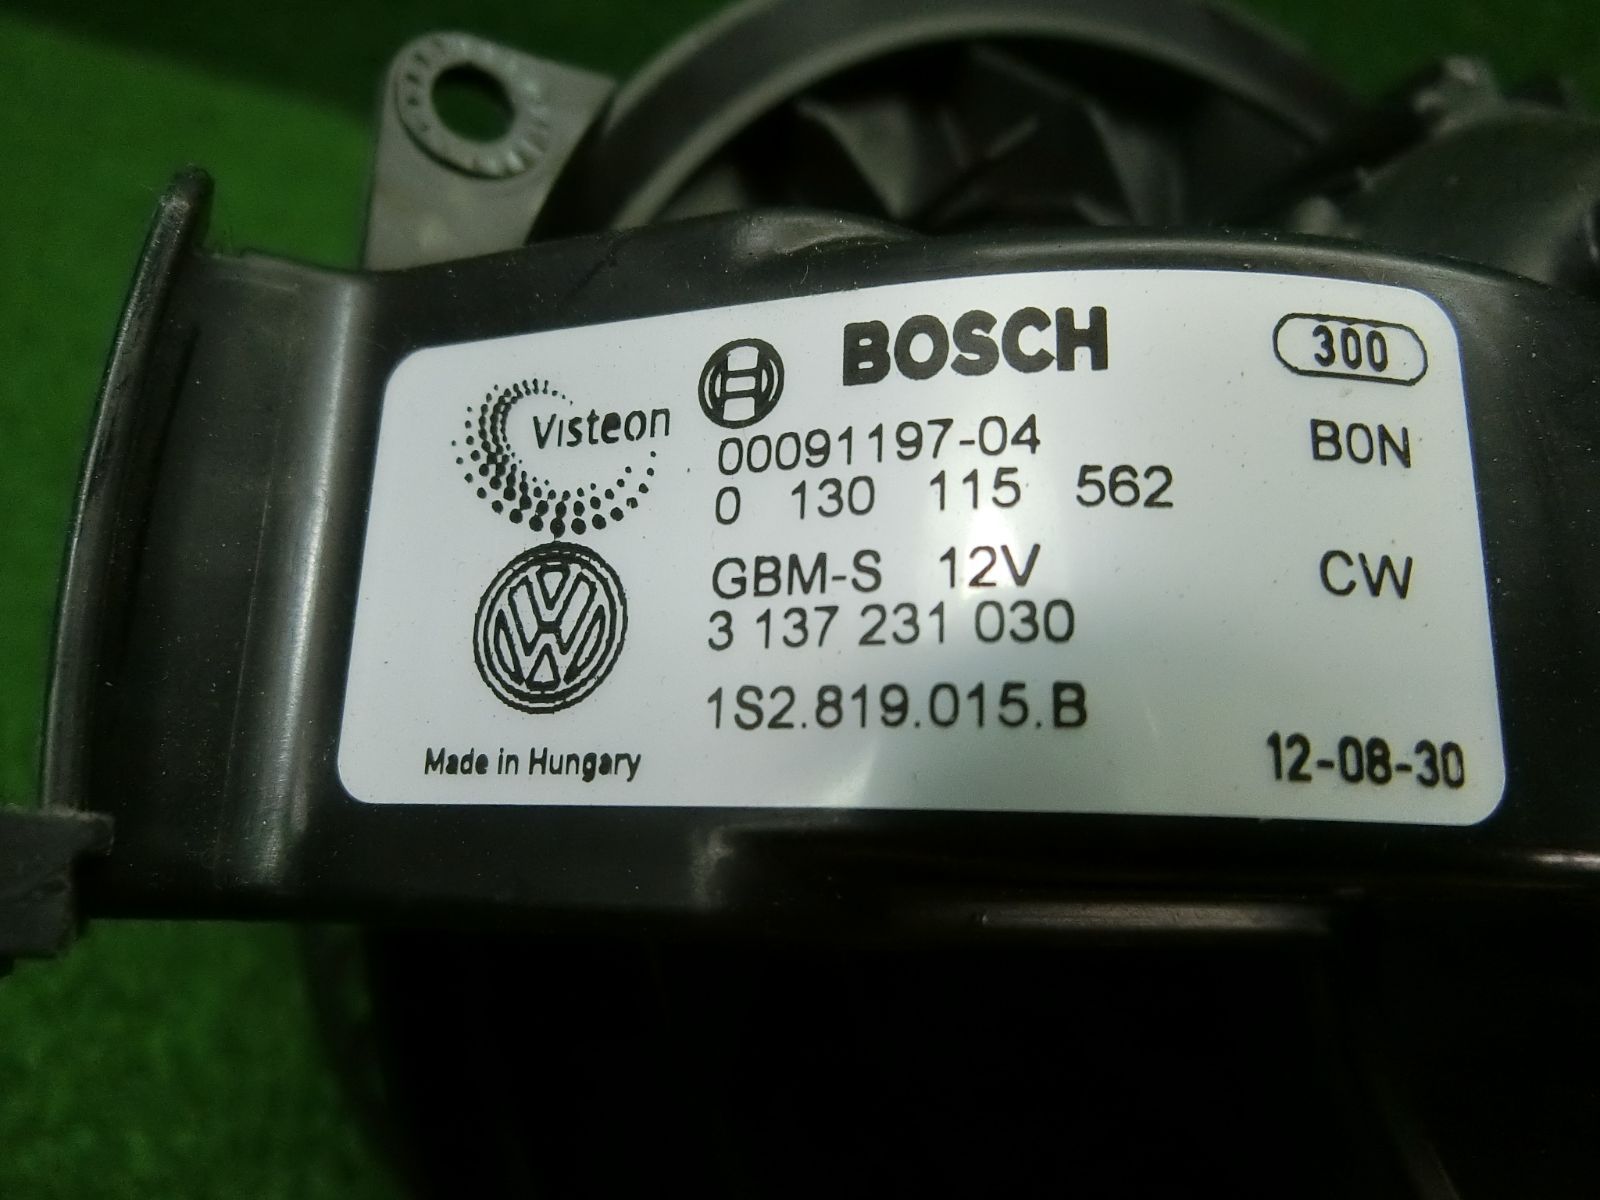 BOSCH
300
Visteon
00091197-04
BON
0 130 115 562
GBM-S 12V
CW
3 137 231 030
1S2.819.015.B
Made in Hungary
12-08-30